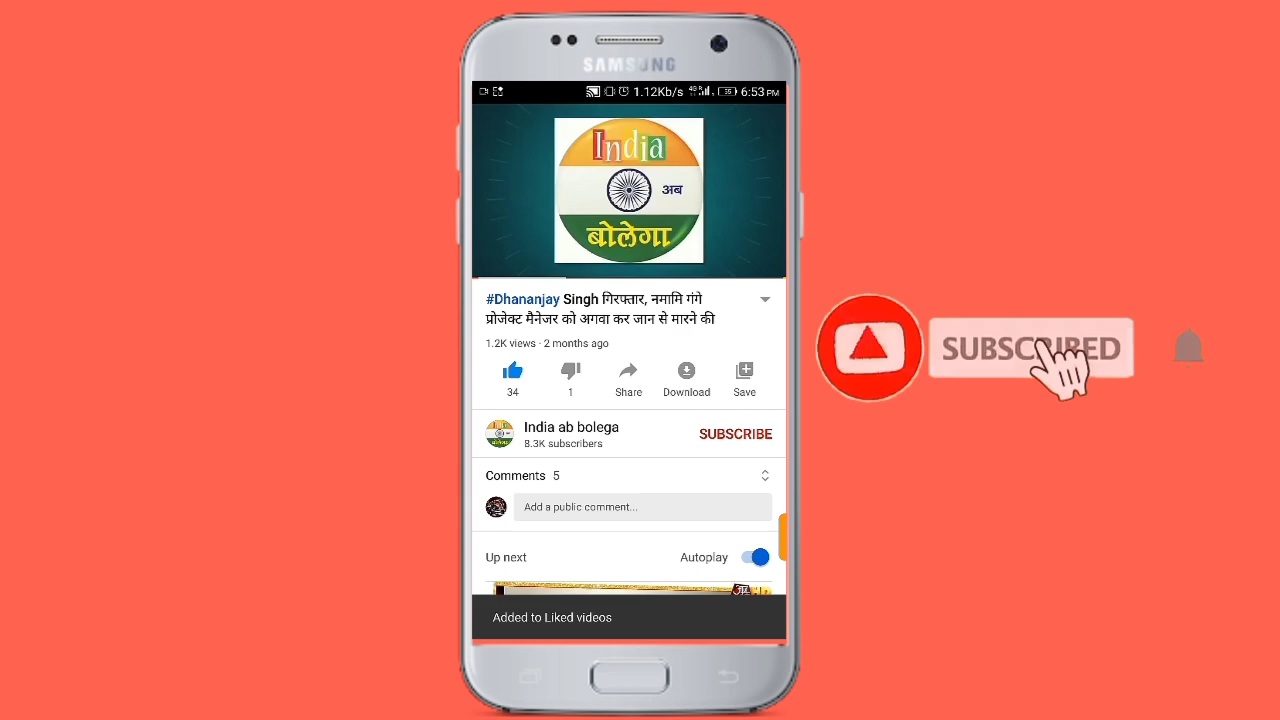 SAMSUNG
1.12Kb/s 4G R 35 6:53 PM
India
अब
बोलेगा
#Dhananjay Singh गिरफ्तार, नमामि गंगे
प्रोजेक्ट मैनेजर को अगवा कर जान से मारने की
1.2K views · 2 months ago
34
1
Share
Download
Save
India ab bolega
8.3K subscribers
SUBSCRIBE
Comments 5
Add a public comment...
Up next
Autoplay
Added to Liked videos
SUBSCRIBED